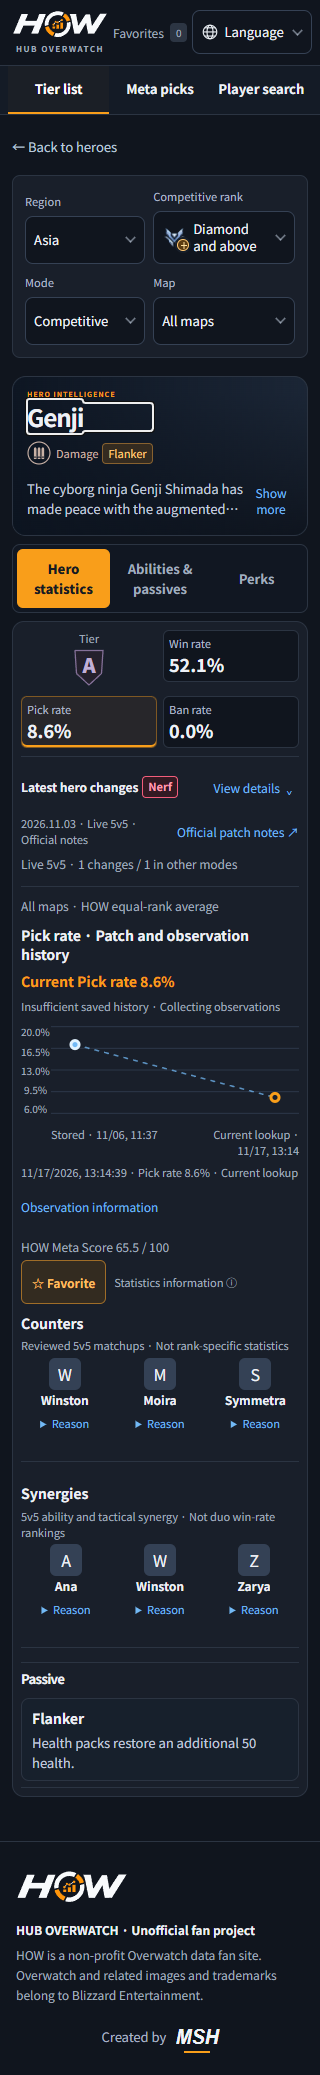 HOW
HUB OVERWATCH
Favorites 0
Language
Tier list
Meta picks
Player search
← Back to heroes
Region
Competitive rank
Asia
Diamond
and above
Mode
Map
Competitive
All maps
HERO INTELLIGENCE
Genji
Damage Flanker
The cyborg ninja Genji Shimada has
made peace with the augmented···
Show
more
Hero
statistics
Abilities &
passives
Perks
Tier
A
Win rate
52.1%
Pick rate
8.6%
Ban rate
0.0%
Latest hero changes Nerf
View details
2026.11.03 · Live 5v5 ·
Official notes
Official patch notes ↗
Live 5v5 · 1 changes / 1 in other modes
All maps · HOW equal-rank average
Pick rate · Patch and observation
history
Current Pick rate 8.6%
Insufficient saved history · Collecting observations
20.0%
16.5%
13.0%
9.5%
6.0%
Stored · 11/06, 11:37
Current lookup ·
11/17, 13:14
11/17/2026, 13:14:39 · Pick rate 8.6% · Current lookup
Observation information
HOW Meta Score 65.5 / 100
☆ Favorite
Statistics information ⓘ
Counters
Reviewed 5v5 matchups · Not rank-specific statistics
W
M
S
Winston
Moira
Symmetra
▶ Reason
▶ Reason
▶ Reason
Synergies
5v5 ability and tactical synergy · Not duo win-rate
rankings
A
W
Z
Ana
Winston
Zarya
▶ Reason
▶ Reason
▶ Reason
Passive
Flanker
Health packs restore an additional 50
health.
HOW
HUB OVERWATCH · Unofficial fan project
HOW is a non-profit Overwatch data fan site.
Overwatch and related images and trademarks
belong to Blizzard Entertainment.
Created by MSH